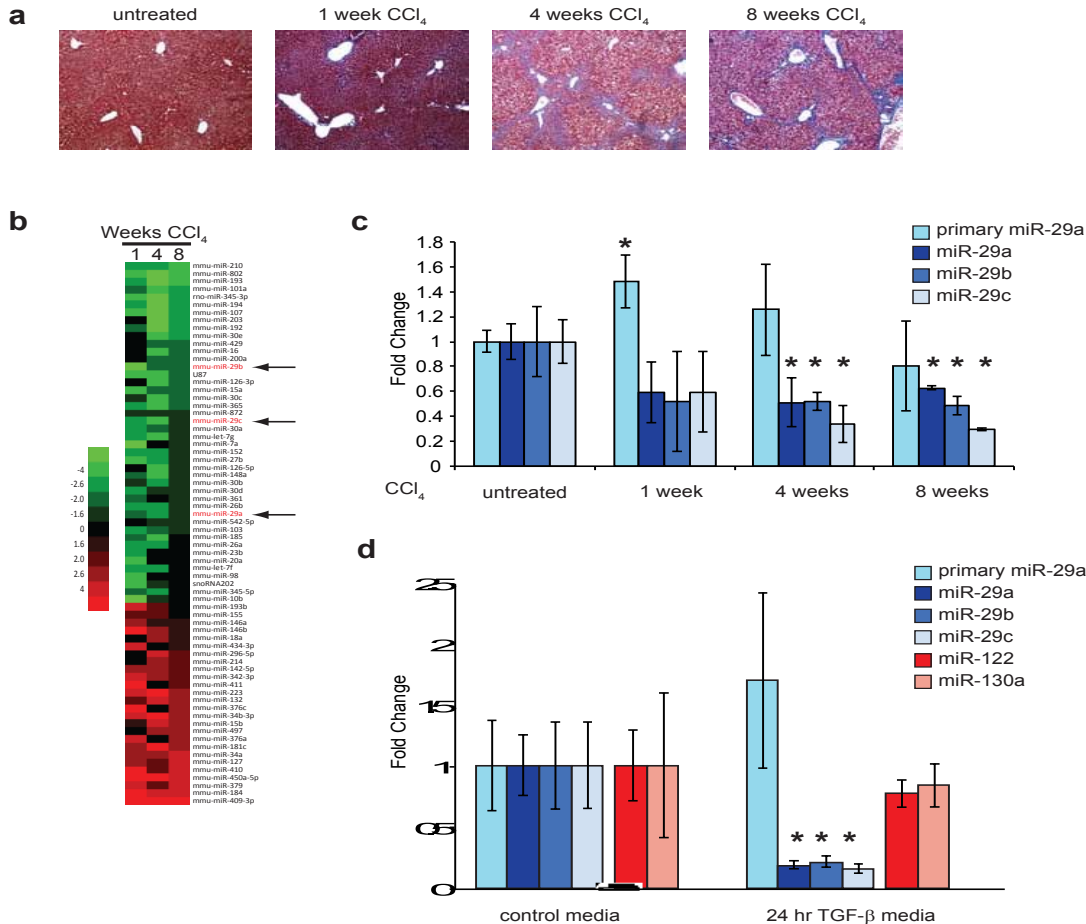 a
untreated
1 week CCl4
4 weeks CCl4
8 weeks CCl4
b
Weeks CCl4
1 4 8
mmu-miR-210
mmu-miR-802
mmu-miR-193
mmu-miR-101a
rno-miR-345-3p
mmu-miR-194
mmu-miR-107
mmu-miR-203
mmu-miR-192
mmu-miR-30e
mmu-miR-429
mmu-miR-16
mmu-miR-200a
mmu-miR-29b
U87
mmu-miR-126-3p
mmu-miR-15a
mmu-miR-30c
mmu-miR-365
mmu-miR-872
mmu-miR-29c
mmu-miR-30a
mmu-let-7g
mmu-miR-7a
mmu-miR-152
mmu-miR-27b
mmu-miR-126-5p
mmu-miR-148a
mmu-miR-30b
mmu-miR-30d
mmu-miR-361
mmu-miR-26b
mmu-miR-29a
mmu-miR-542-5p
mmu-miR-103
mmu-miR-185
mmu-miR-26a
mmu-miR-23b
mmu-miR-20a
mmu-let-7f
mmu-miR-98
snoRNA202
mmu-miR-345-5p
mmu-miR-10b
mmu-miR-193b
mmu-miR-155
mmu-miR-146a
mmu-miR-146b
mmu-miR-18a
mmu-miR-434-3p
mmu-miR-296-5p
mmu-miR-214
mmu-miR-142-5p
mmu-miR-342-3p
mmu-miR-411
mmu-miR-223
mmu-miR-132
mmu-miR-376c
mmu-miR-34b-3p
mmu-miR-15b
mmu-miR-497
mmu-miR-376a
mmu-miR-181c
mmu-miR-34a
mmu-miR-127
mmu-miR-410
mmu-miR-450a-5p
mmu-miR-379
mmu-miR-184
mmu-miR-409-3p
-4
-2.6
-2.0
-1.6
0
1.6
2.0
2.6
4
c
Fold Change
1.8
1.6
1.4
1.2
1
0.8
0.6
0.4
0.2
0
*
* * *
* * *
primary miR-29a
miR-29a
miR-29b
miR-29c
CCl4
untreated
1 week
4 weeks
8 weeks
d
Fold Change
2.5
2
1.5
1
0.5
0
* * *
primary miR-29a
miR-29a
miR-29b
miR-29c
miR-122
miR-130a
control media
24 hr TGF-β media